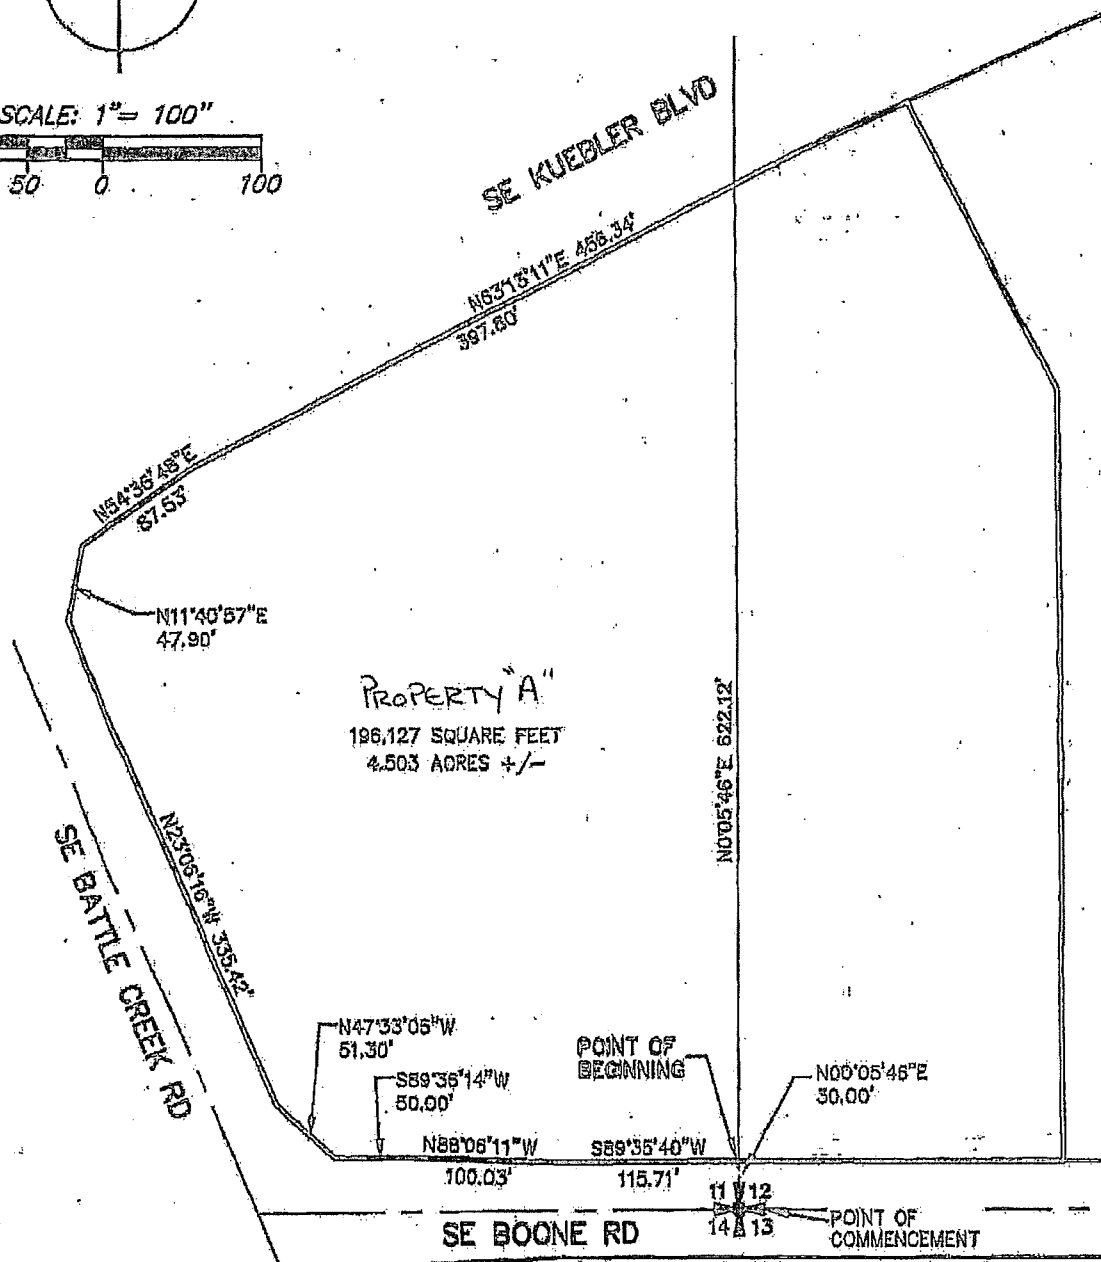 SCALE: 1"= 100"
50 0 100
SE KUEBLER BLVD
N63°13'11"E 456.34'
397.80'
N54°36'48"E
87.53'
N11°40'57"E
47.90'
PROPERTY "A"
196,127 SQUARE FEET
4.503 ACRES +/-
N0°05'46"E 622.12'
SE BATTLE CREEK RD
N23°06'16"W 335.42'
N47°33'05"W
51.30'
S89°36'14"W
50.00'
POINT OF
BEGINNING
N00°05'46"E
30.00'
N88°06'11"W
100.03'
S89°35'40"W
115.71'
11 12
14 13
SE BOONE RD
POINT OF
COMMENCEMENT